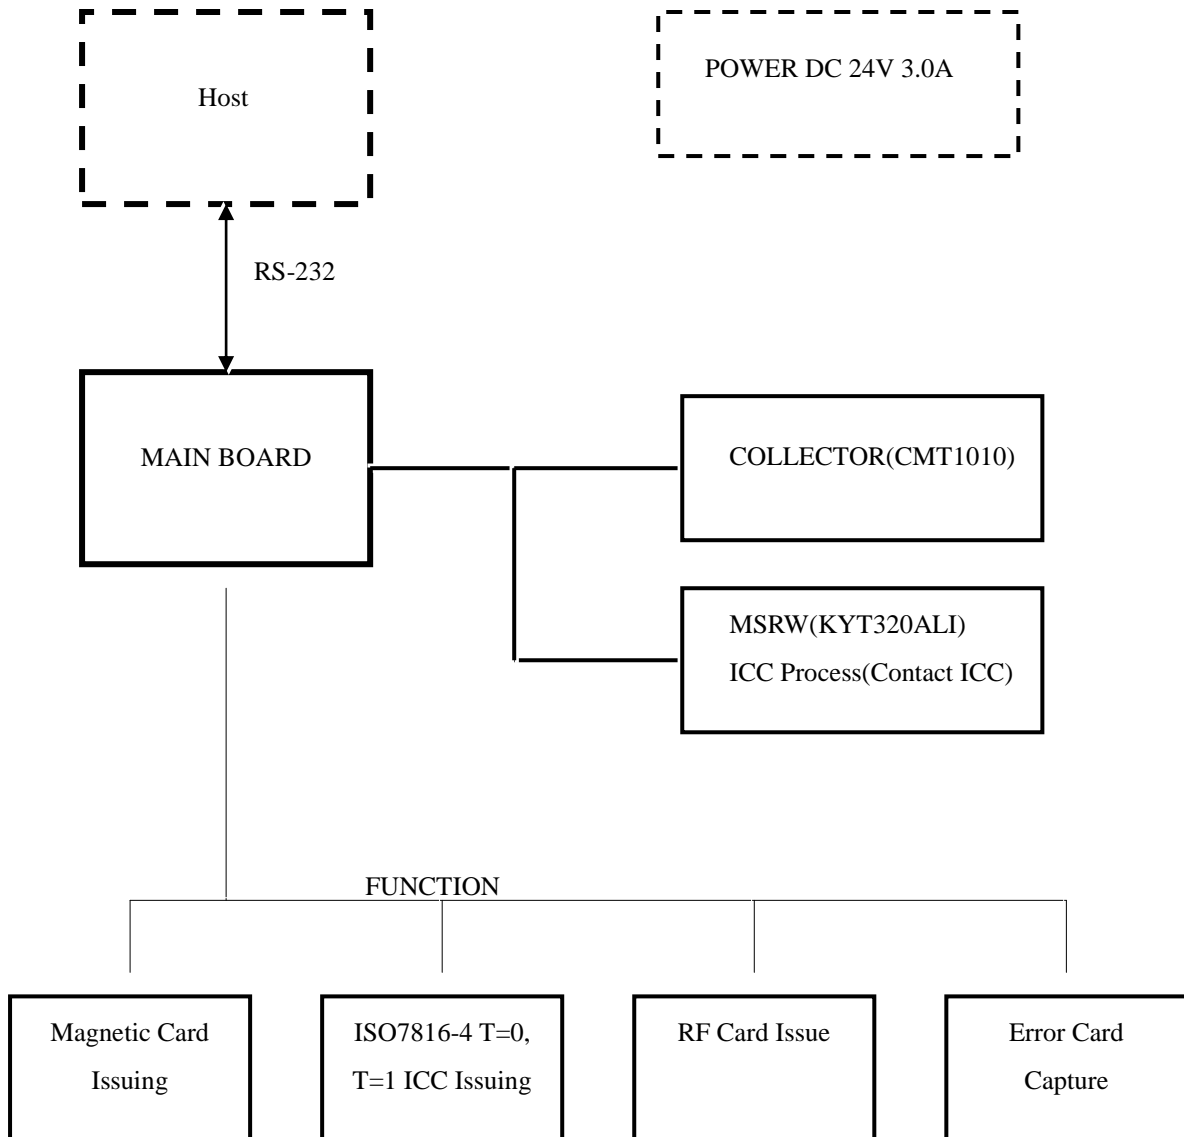 Host
POWER DC 24V 3.0A
RS-232
MAIN BOARD
COLLECTOR(CMT1010)
MSRW(KYT320ALI)
ICC Process(Contact ICC)
FUNCTION
Magnetic Card
Issuing
ISO7816-4 T=0,
T=1 ICC Issuing
RF Card Issue
Error Card
Capture